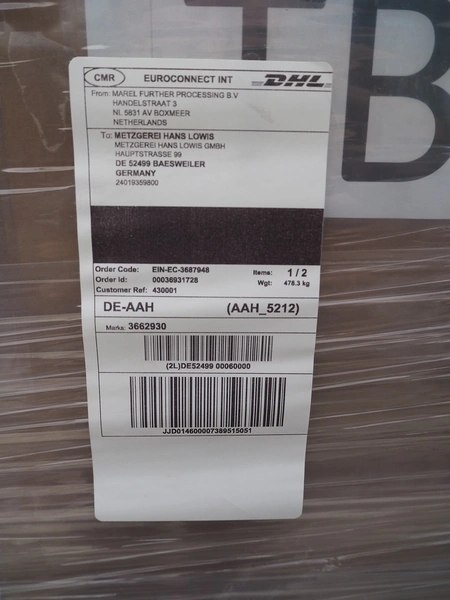 TB
CMR EUROCONNECT INT DHL
From: MAREL FURTHER PROCESSING B.V
HANDELSTRAAT 3
NL 5831 AV BOXMEER
NETHERLANDS
To: METZGEREI HANS LOWIS
METZGEREI HANS LOWIS GMBH
HAUPTSTRASSE 99
DE 52499 BAESWEILER
GERMANY
24019359800
Order Code: EIN-EC-3687948 Items: 1 / 2
Order Id: 00036931728 Wgt: 478.3 kg
Customer Ref: 430001
DE-AAH (AAH_5212)
Marks: 3662930
(2L)DE52499 00060000
JJD014600007389515051